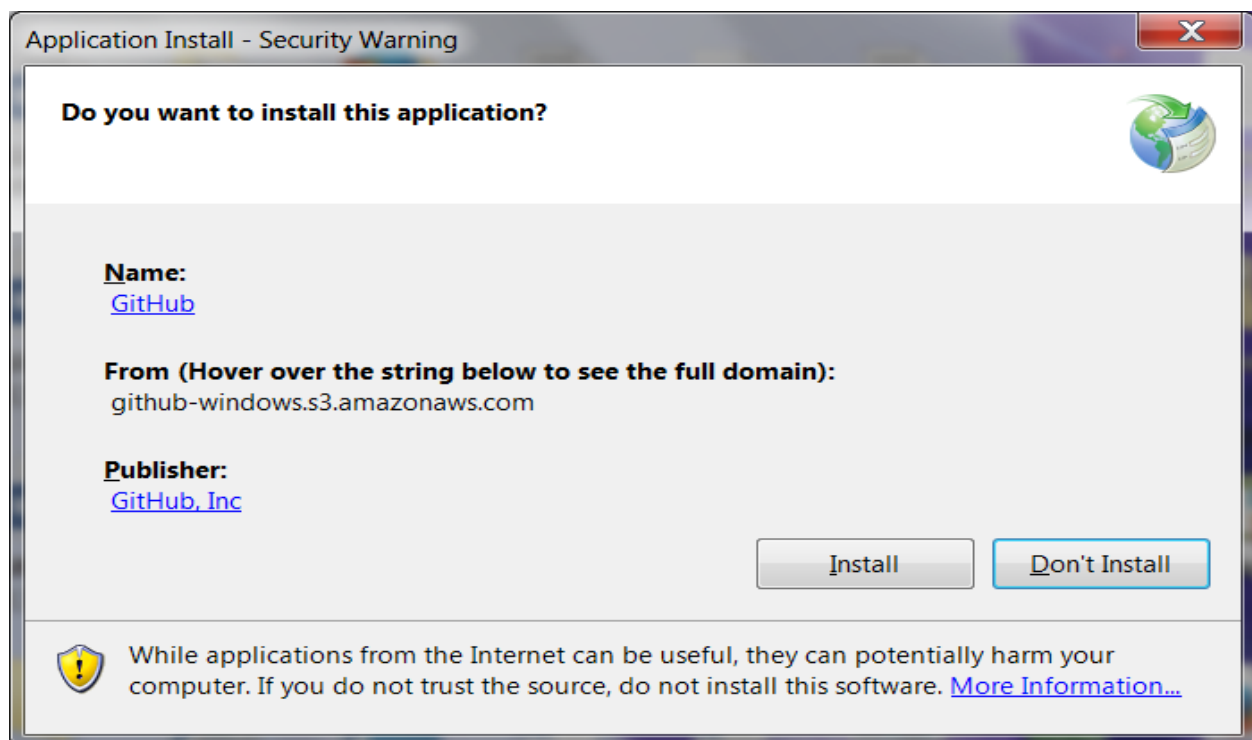 Application Install - Security Warning
Do you want to install this application?
Name:
GitHub
From (Hover over the string below to see the full domain):
github-windows.s3.amazonaws.com
Publisher:
GitHub, Inc
Install
Don't Install
While applications from the Internet can be useful, they can potentially harm your
computer. If you do not trust the source, do not install this software. More Information...